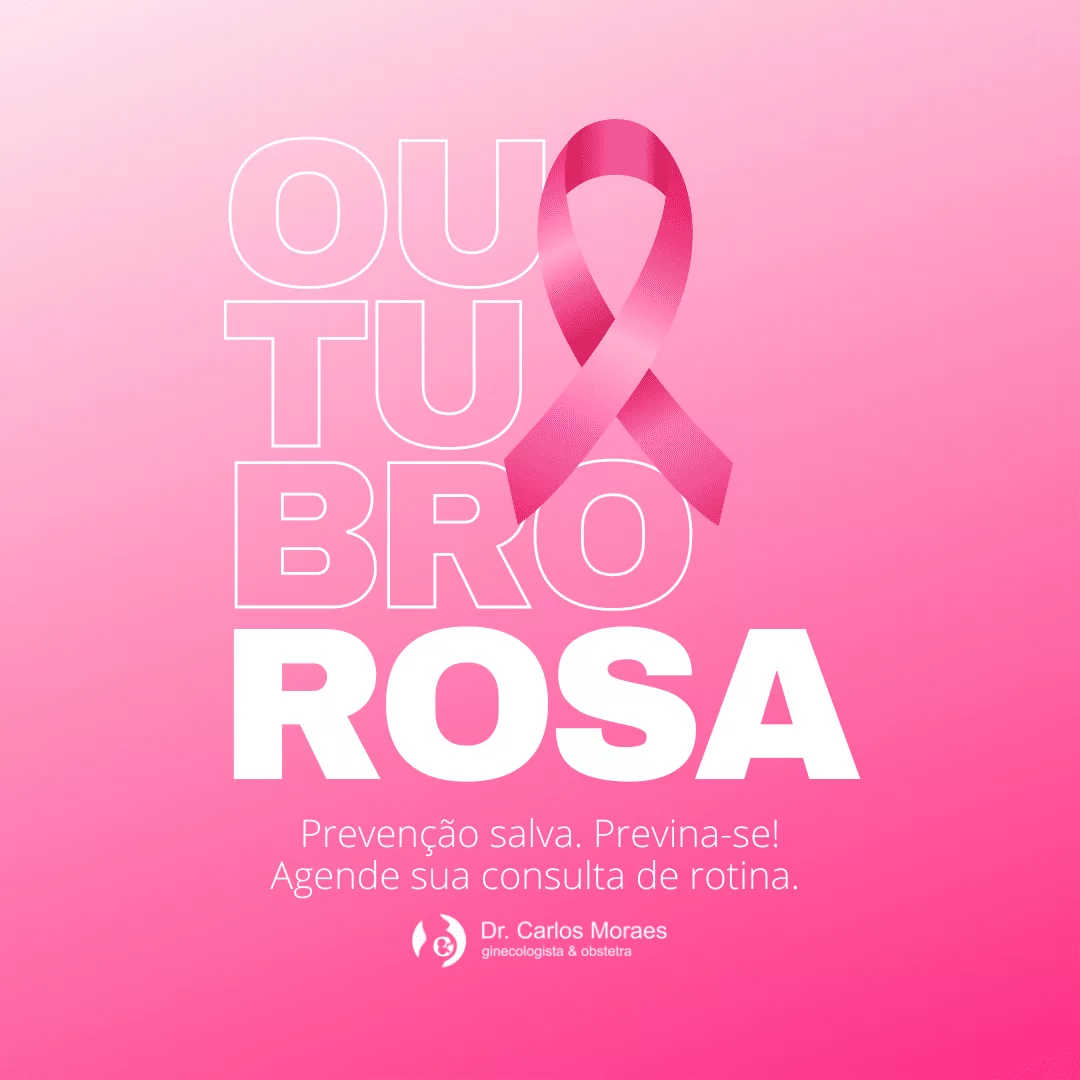 OU
TU
BRO
ROSA
Prevenção salva. Previna-se!
Agende sua consulta de rotina.
Dr. Carlos Moraes
ginecologista & obstetra